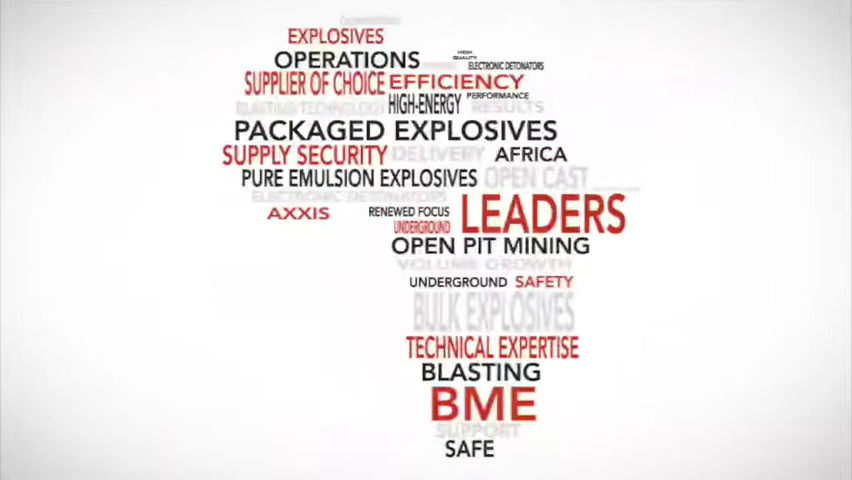 EXPLOSIVES
OPERATIONS
HIGH QUALITY
ELECTRONIC DETONATORS
SUPPLIER OF CHOICE EFFICIENCY
PERFORMANCE
BLASTING TECHNOLOGY HIGH-ENERGY RESULTS
PACKAGED EXPLOSIVES
SUPPLY SECURITY DELIVERY AFRICA
PURE EMULSION EXPLOSIVES OPEN CAST
ELECTRONIC DETONATORS
AXXIS RENEWED FOCUS LEADERS
UNDERGROUND
OPEN PIT MINING
VOLUME GROWTH
UNDERGROUND SAFETY
BULK EXPLOSIVES
TECHNICAL EXPERTISE
BLASTING
BME
SUPPORT
SAFE